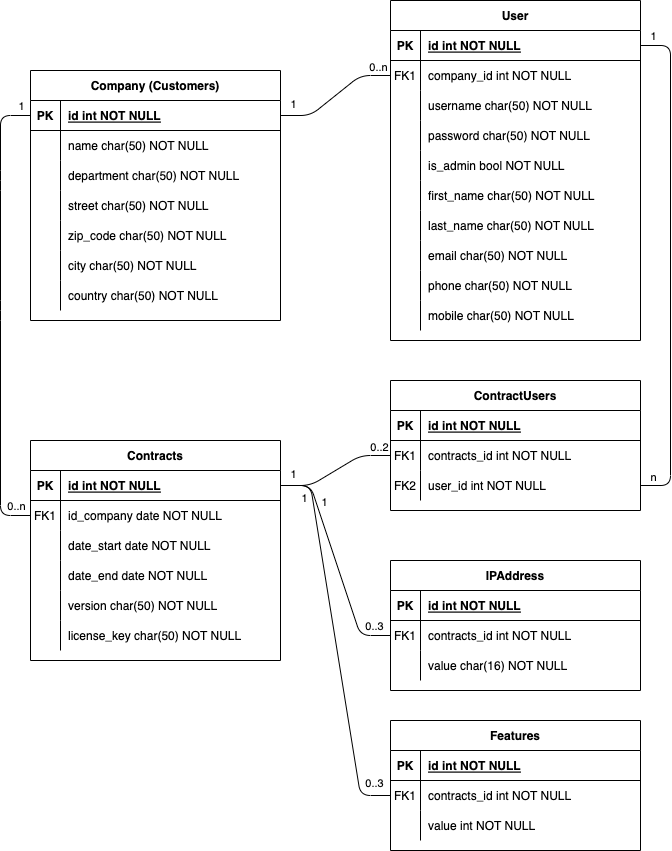 User
PK id int NOT NULL
FK1 company_id int NOT NULL
username char(50) NOT NULL
password char(50) NOT NULL
is_admin bool NOT NULL
first_name char(50) NOT NULL
last_name char(50) NOT NULL
email char(50) NOT NULL
phone char(50) NOT NULL
mobile char(50) NOT NULL
1
0..n
Company (Customers)
PK id int NOT NULL
name char(50) NOT NULL
department char(50) NOT NULL
street char(50) NOT NULL
zip_code char(50) NOT NULL
city char(50) NOT NULL
country char(50) NOT NULL
1
1
ContractUsers
PK id int NOT NULL
FK1 contracts_id int NOT NULL
FK2 user_id int NOT NULL
0..2
n
Contracts
PK id int NOT NULL
FK1 id_company date NOT NULL
date_start date NOT NULL
date_end date NOT NULL
version char(50) NOT NULL
license_key char(50) NOT NULL
0..n
1
1
1
IPAddress
PK id int NOT NULL
FK1 contracts_id int NOT NULL
value char(16) NOT NULL
0..3
Features
PK id int NOT NULL
FK1 contracts_id int NOT NULL
value int NOT NULL
0..3